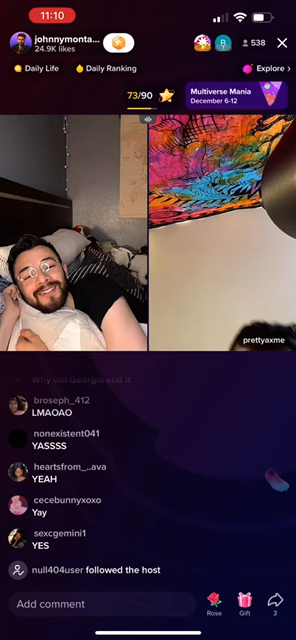 11:10
johnnymonta...
24.9K likes
538
Daily Life
Daily Ranking
Explore >
73/90
Multiverse Mania
December 6-12
prettyaxme
Why did Georgia end it
broseph_412
LMAOAO
nonexistent041
YASSSS
heartsfrom_..ava
YEAH
cecebunnyxoxo
Yay
sexcgemini1
YES
null404user followed the host
Add comment
Rose
Gift
3